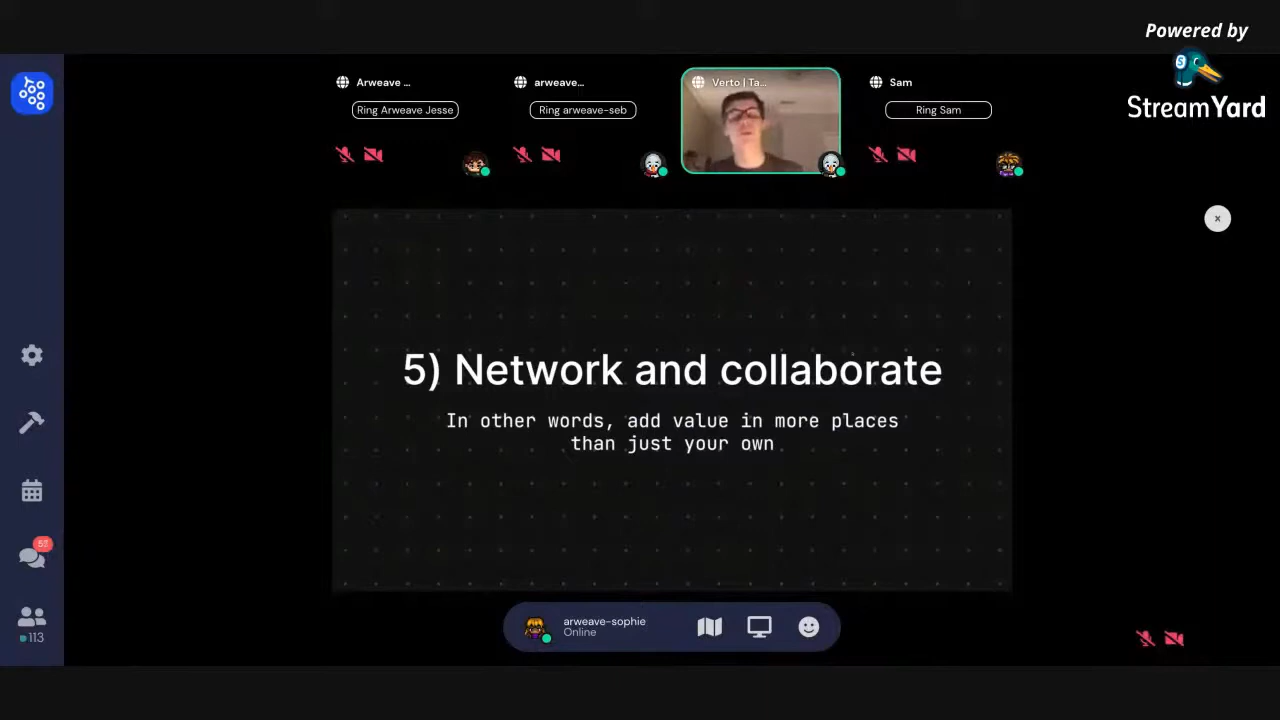 Powered by
StreamYard
Arweave ...
Ring Arweave Jesse
arweave...
Ring arweave-seb
Verto | Ta...
Sam
Ring Sam
×
5) Network and collaborate
In other words, add value in more places
than just your own
arweave-sophie
Online
113